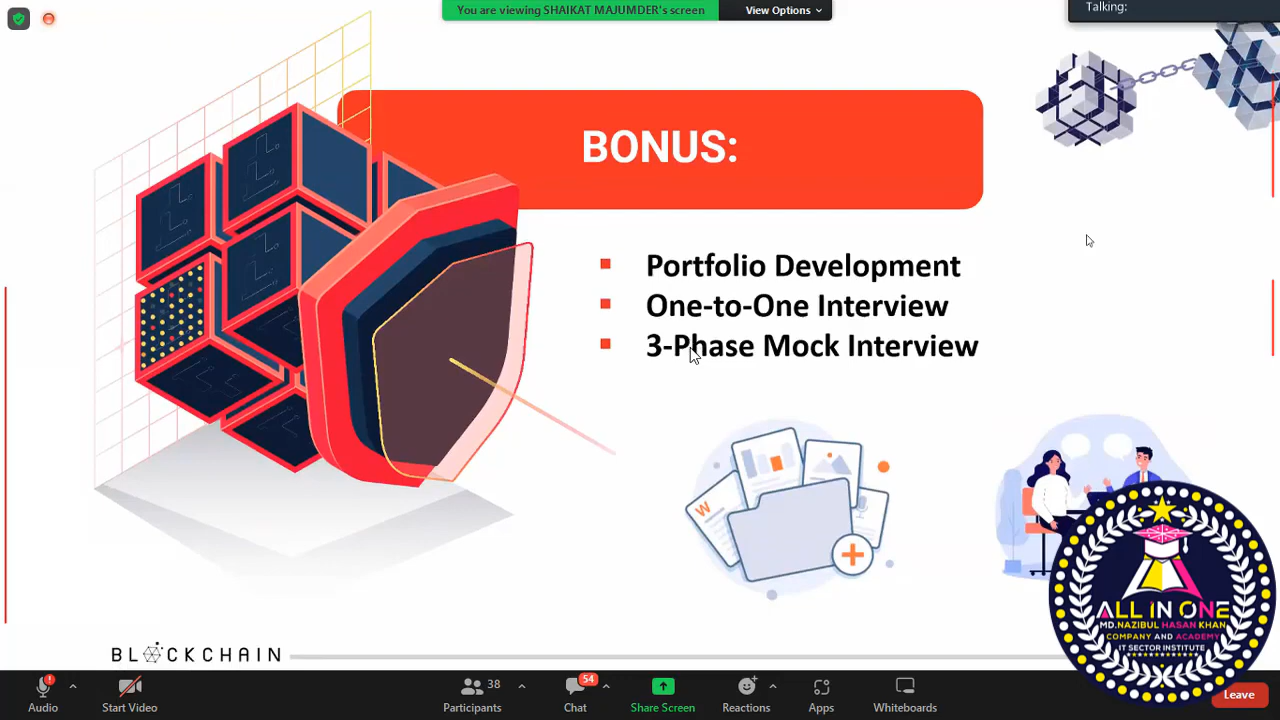 You are viewing SHAIKAT MAJUMDER's screen
View Options
Talking:
BONUS:
Portfolio Development
One-to-One Interview
3-Phase Mock Interview
W
ALL IN ONE
MD.NAZIBUL HASAN KHAN
COMPANY AND ACADEMY
IT SECTOR INSTITUTE
BLOCKCHAIN
Audio
Start Video
38
Participants
54
Chat
Share Screen
Reactions
Apps
Whiteboards
Leave